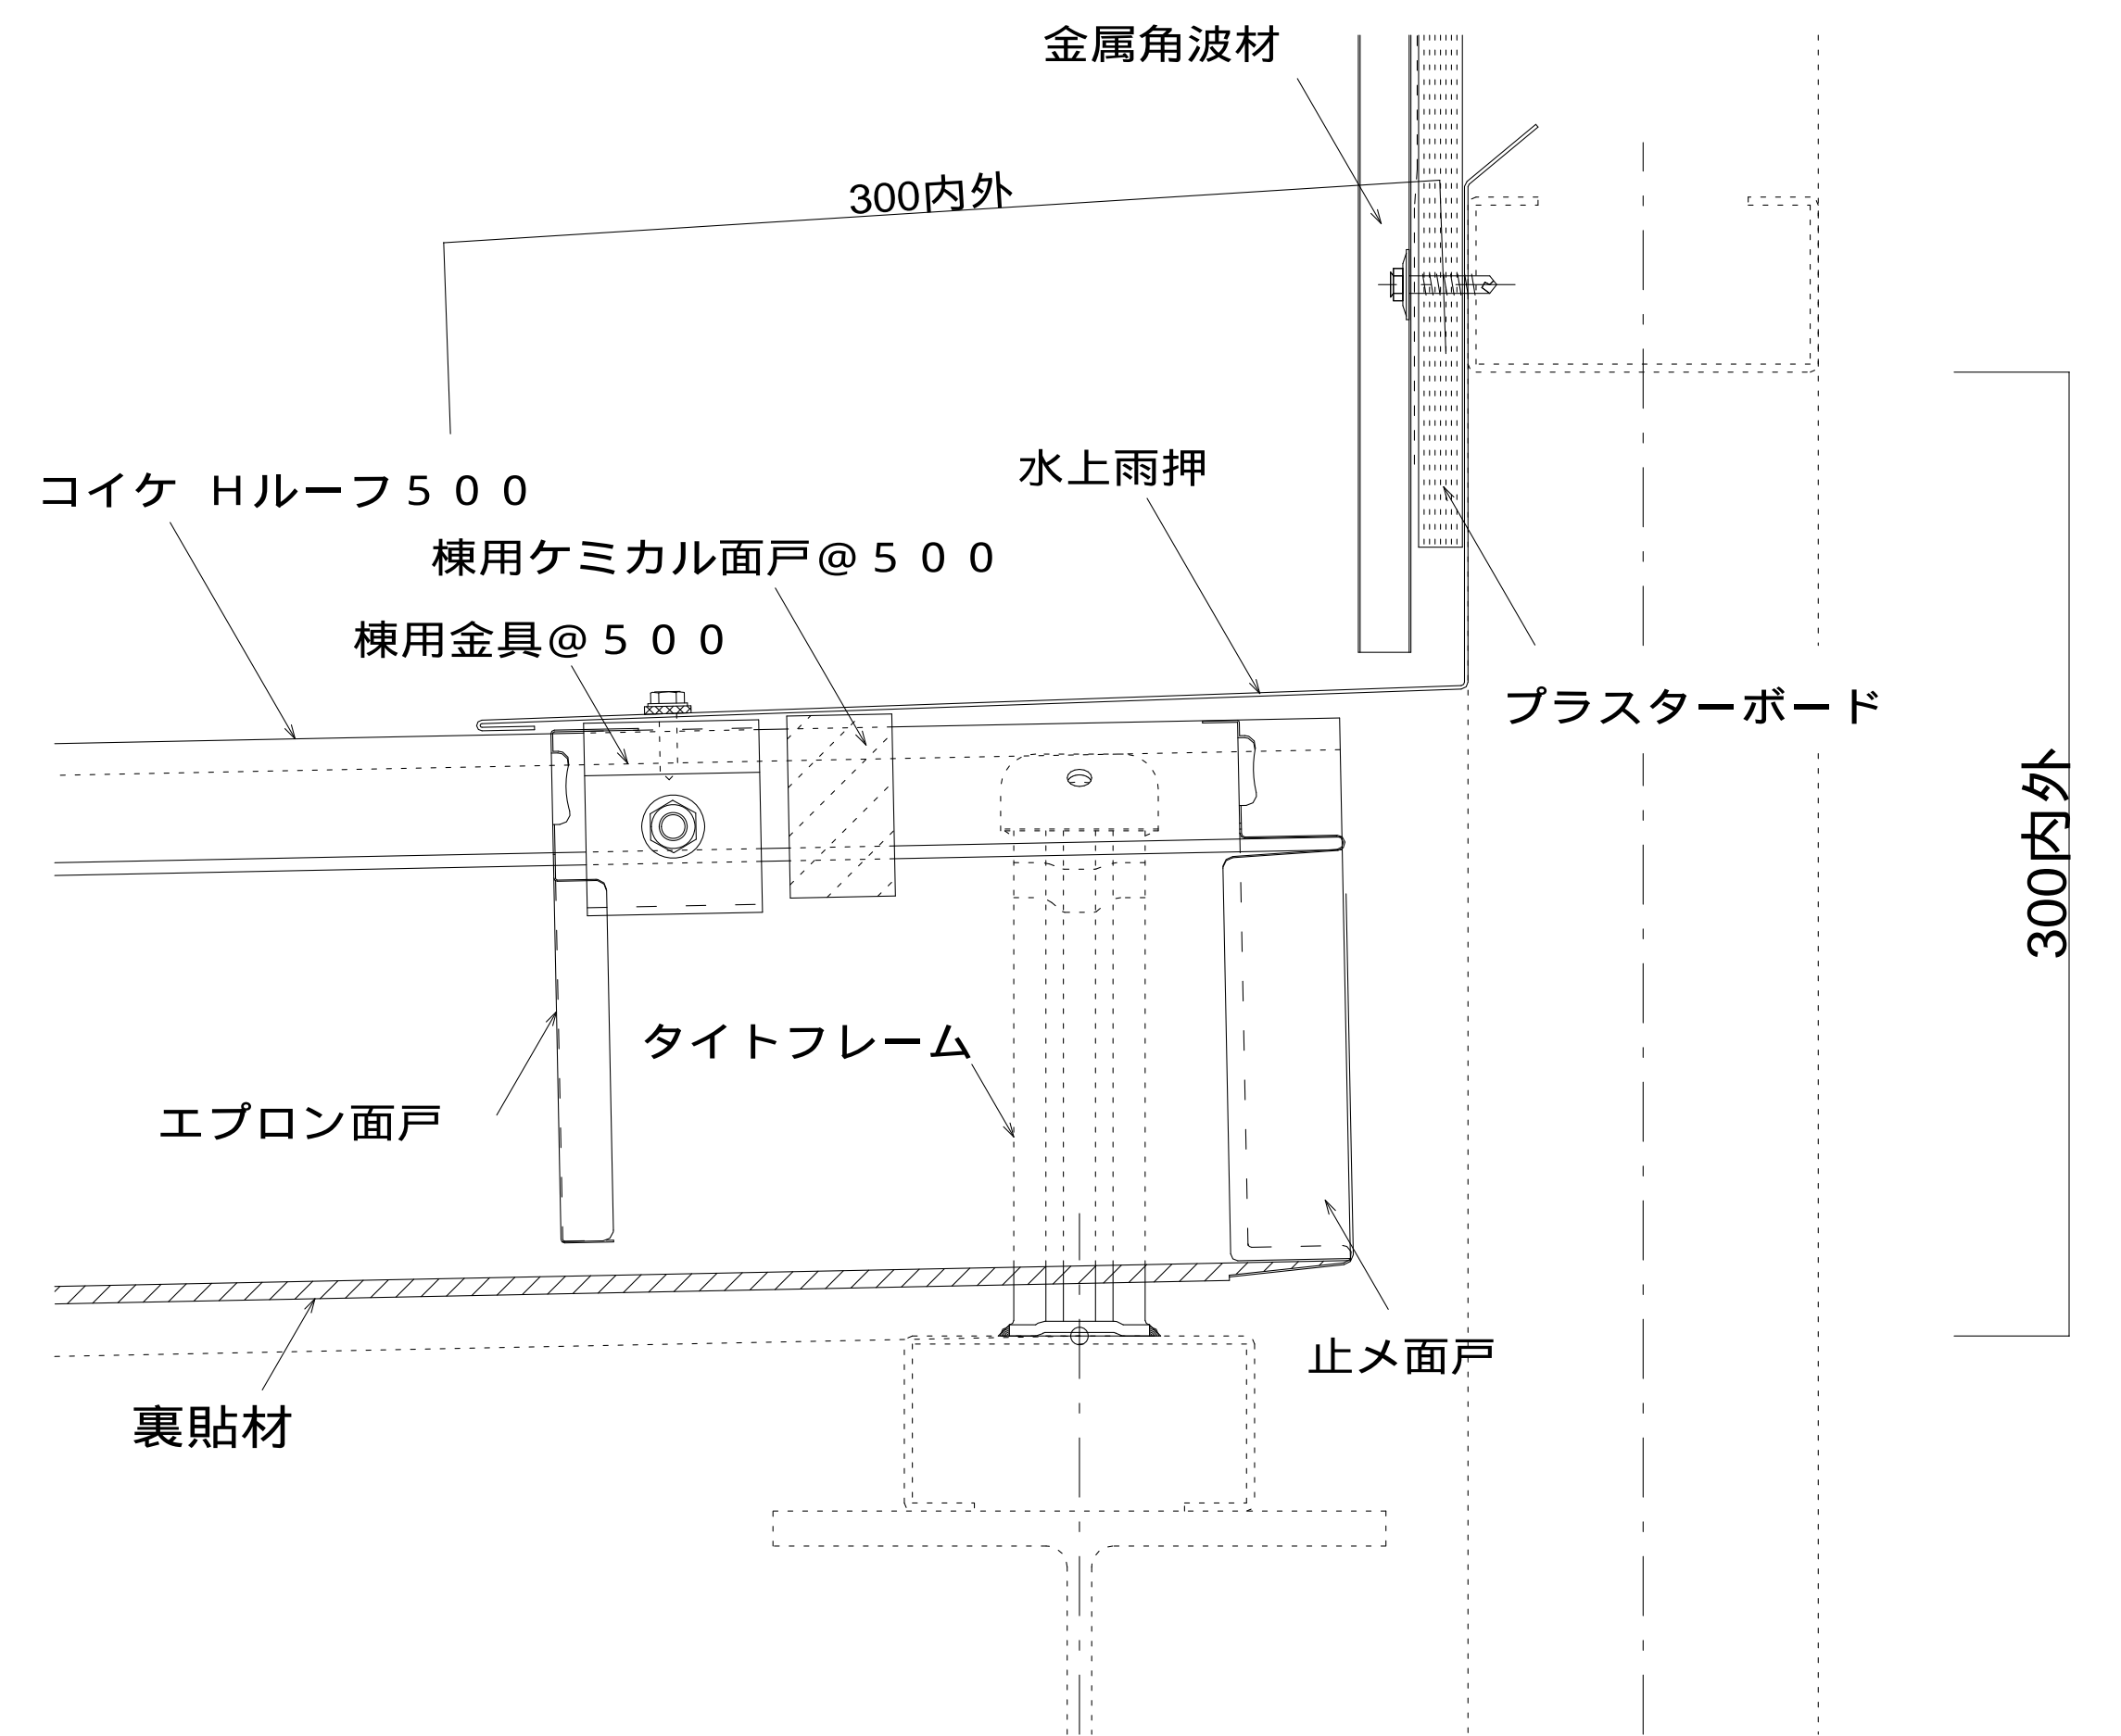 金属角波材
300内外
水上雨押
コイケ Ｈルーフ５００
棟用ケミカル面戸＠５００
棟用金具＠５００
プラスターボード
300内外
タイトフレーム
エプロン面戸
止メ面戸
裏貼材